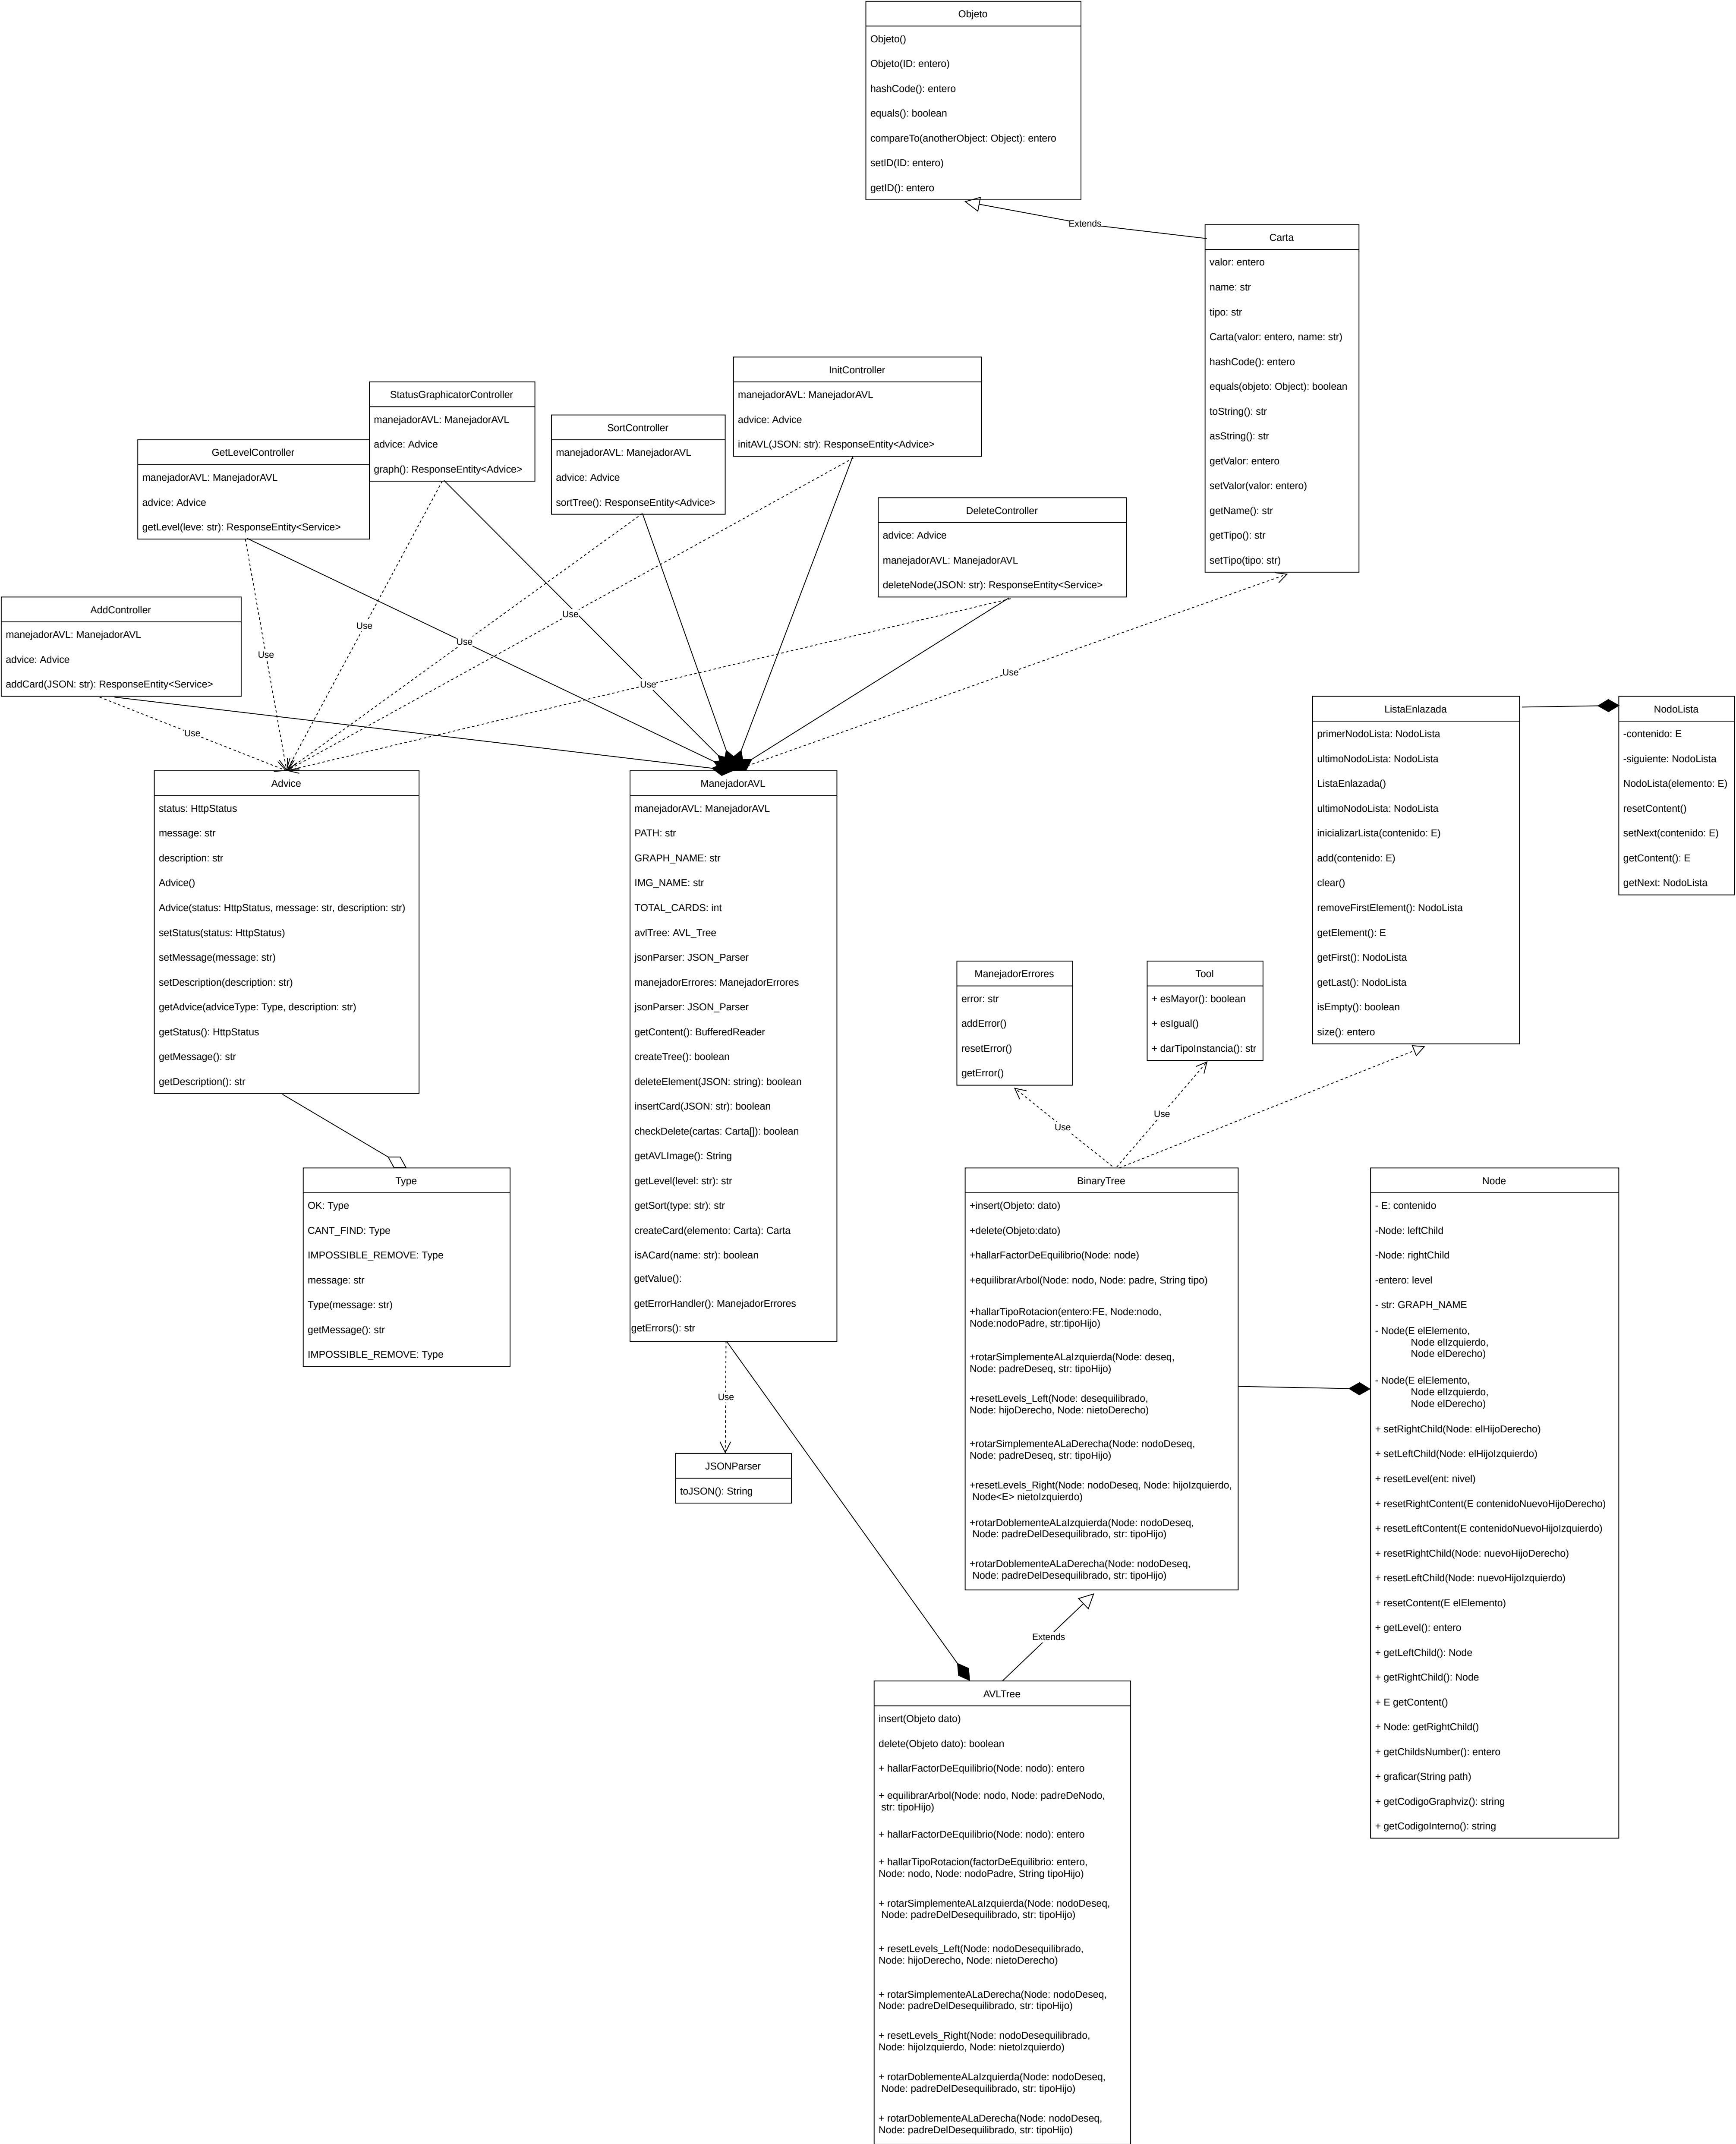 Objeto
Objeto()
Objeto(ID: entero)
hashCode(): entero
equals(): boolean
compareTo(anotherObject: Object): entero
setID(ID: entero)
getID(): entero
Extends
Carta
valor: entero
name: str
tipo: str
Carta(valor: entero, name: str)
hashCode(): entero
equals(objeto: Object): boolean
toString(): str
asString(): str
getValor: entero
setValor(valor: entero)
getName(): str
getTipo(): str
setTipo(tipo: str)
InitController
manejadorAVL: ManejadorAVL
advice: Advice
initAVL(JSON: str): ResponseEntity<Advice>
StatusGraphicatorController
manejadorAVL: ManejadorAVL
advice: Advice
graph(): ResponseEntity<Advice>
SortController
manejadorAVL: ManejadorAVL
advice: Advice
sortTree(): ResponseEntity<Advice>
GetLevelController
manejadorAVL: ManejadorAVL
advice: Advice
getLevel(leve: str): ResponseEntity<Service>
DeleteController
advice: Advice
manejadorAVL: ManejadorAVL
deleteNode(JSON: str): ResponseEntity<Service>
AddController
manejadorAVL: ManejadorAVL
advice: Advice
addCard(JSON: str): ResponseEntity<Service>
Use
Use
Use
Use
Use
Use
Use
Advice
status: HttpStatus
message: str
description: str
Advice()
Advice(status: HttpStatus, message: str, description: str)
setStatus(status: HttpStatus)
setMessage(message: str)
setDescription(description: str)
getAdvice(adviceType: Type, description: str)
getStatus(): HttpStatus
getMessage(): str
getDescription(): str
ManejadorAVL
manejadorAVL: ManejadorAVL
PATH: str
GRAPH_NAME: str
IMG_NAME: str
TOTAL_CARDS: int
avlTree: AVL_Tree
jsonParser: JSON_Parser
manejadorErrores: ManejadorErrores
jsonParser: JSON_Parser
getContent(): BufferedReader
createTree(): boolean
deleteElement(JSON: string): boolean
insertCard(JSON: str): boolean
checkDelete(cartas: Carta[]): boolean
getAVLImage(): String
getLevel(level: str): str
getSort(type: str): str
createCard(elemento: Carta): Carta
isACard(name: str): boolean
getValue():
getErrorHandler(): ManejadorErrores
getErrors(): str
ListaEnlazada
primerNodoLista: NodoLista
ultimoNodoLista: NodoLista
ListaEnlazada()
ultimoNodoLista: NodoLista
inicializarLista(contenido: E)
add(contenido: E)
clear()
removeFirstElement(): NodoLista
getElement(): E
getFirst(): NodoLista
getLast(): NodoLista
isEmpty(): boolean
size(): entero
NodoLista
-contenido: E
-siguiente: NodoLista
NodoLista(elemento: E)
resetContent()
setNext(contenido: E)
getContent(): E
getNext: NodoLista
ManejadorErrores
error: str
addError()
resetError()
getError()
Tool
+ esMayor(): boolean
+ esIgual()
+ darTipoInstancia(): str
Use
Use
Type
OK: Type
CANT_FIND: Type
IMPOSSIBLE_REMOVE: Type
message: str
Type(message: str)
getMessage(): str
IMPOSSIBLE_REMOVE: Type
BinaryTree
+insert(Objeto: dato)
+delete(Objeto:dato)
+hallarFactorDeEquilibrio(Node: node)
+equilibrarArbol(Node: nodo, Node: padre, String tipo)
+hallarTipoRotacion(entero:FE, Node:nodo,
Node:nodoPadre, str:tipoHijo)
+rotarSimplementeALaIzquierda(Node: deseq,
Node: padreDeseq, str: tipoHijo)
+resetLevels_Left(Node: desequilibrado,
Node: hijoDerecho, Node: nietoDerecho)
+rotarSimplementeALaDerecha(Node: nodoDeseq,
Node: padreDeseq, str: tipoHijo)
+resetLevels_Right(Node: nodoDeseq, Node: hijoIzquierdo,
Node<E> nietoIzquierdo)
+rotarDoblementeALaIzquierda(Node: nodoDeseq,
Node: padreDelDesequilibrado, str: tipoHijo)
+rotarDoblementeALaDerecha(Node: nodoDeseq,
Node: padreDelDesequilibrado, str: tipoHijo)
Node
- E: contenido
-Node: leftChild
-Node: rightChild
-entero: level
- str: GRAPH_NAME
- Node(E elElemento,
Node elIzquierdo,
Node elDerecho)
- Node(E elElemento,
Node elIzquierdo,
Node elDerecho)
+ setRightChild(Node: elHijoDerecho)
+ setLeftChild(Node: elHijoIzquierdo)
+ resetLevel(ent: nivel)
+ resetRightContent(E contenidoNuevoHijoDerecho)
+ resetLeftContent(E contenidoNuevoHijoIzquierdo)
+ resetRightChild(Node: nuevoHijoDerecho)
+ resetLeftChild(Node: nuevoHijoIzquierdo)
+ resetContent(E elElemento)
+ getLevel(): entero
+ getLeftChild(): Node
+ getRightChild(): Node
+ E getContent()
+ Node: getRightChild()
+ getChildsNumber(): entero
+ graficar(String path)
+ getCodigoGraphviz(): string
+ getCodigoInterno(): string
Use
JSONParser
toJSON(): String
Extends
AVLTree
insert(Objeto dato)
delete(Objeto dato): boolean
+ hallarFactorDeEquilibrio(Node: nodo): entero
+ equilibrarArbol(Node: nodo, Node: padreDeNodo,
str: tipoHijo)
+ hallarFactorDeEquilibrio(Node: nodo): entero
+ hallarTipoRotacion(factorDeEquilibrio: entero,
Node: nodo, Node: nodoPadre, String tipoHijo)
+ rotarSimplementeALaIzquierda(Node: nodoDeseq,
Node: padreDelDesequilibrado, str: tipoHijo)
+ resetLevels_Left(Node: nodoDesequilibrado,
Node: hijoDerecho, Node: nietoDerecho)
+ rotarSimplementeALaDerecha(Node: nodoDeseq,
Node: padreDelDesequilibrado, str: tipoHijo)
+ resetLevels_Right(Node: nodoDesequilibrado,
Node: hijoIzquierdo, Node: nietoIzquierdo)
+ rotarDoblementeALaIzquierda(Node: nodoDeseq,
Node: padreDelDesequilibrado, str: tipoHijo)
+ rotarDoblementeALaDerecha(Node: nodoDeseq,
Node: padreDelDesequilibrado, str: tipoHijo)